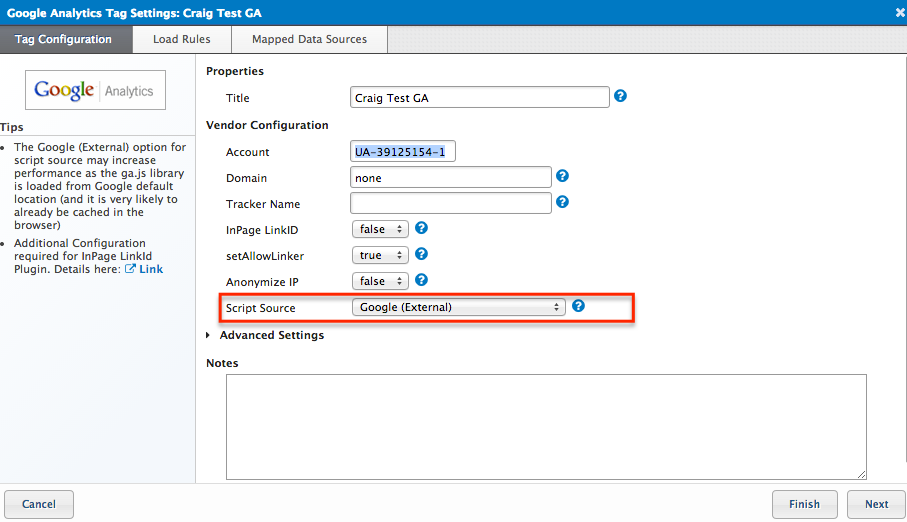 Google Analytics Tag Settings: Craig Test GA
Tag Configuration
Load Rules
Mapped Data Sources
Google Analytics
Tips
The Google (External) option for
script source may increase
performance as the ga.js library
is loaded from Google default
location (and it is very likely to
already be cached in the
browser)
Additional Configuration
required for InPage LinkId
Plugin. Details here: Link
Properties
Title Craig Test GA ?
Vendor Configuration
Account UA-39125154-1
Domain none ?
Tracker Name ?
InPage LinkID false ?
setAllowLinker true ?
Anonymize IP false ?
Script Source Google (External) ?
Advanced Settings
Notes
Cancel
Finish
Next